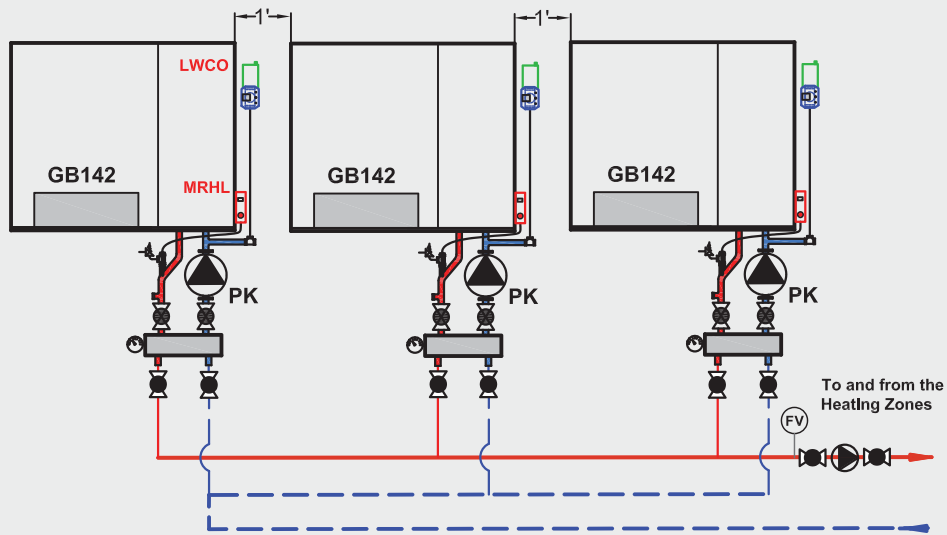 1'
1'
LWCO
GB142
GB142
GB142
MRHL
PK
PK
PK
To and from the
Heating Zones
FV